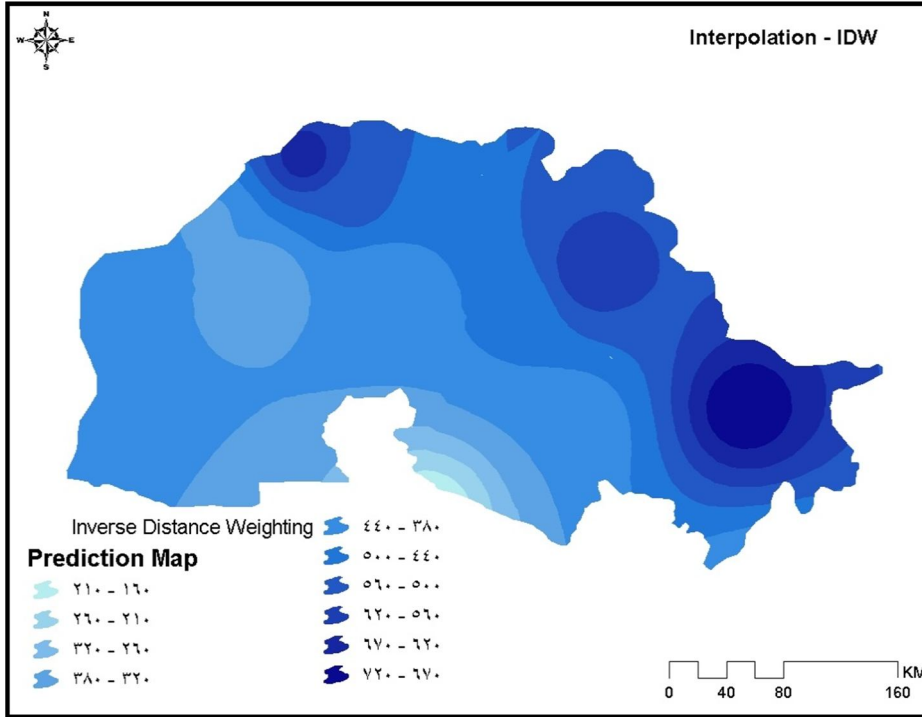 N
W E
S
Interpolation - IDW
Inverse Distance Weighting
Prediction Map
٢١٠ - ١٦٠
٢٦٠ - ٢١٠
٣٢٠ - ٢٦٠
٣٨٠ - ٣٢٠
٤٤٠ - ٣٨٠
٥٠٠ - ٤٤٠
٥٦٠ - ٥٠٠
٦٢٠ - ٥٦٠
٦٧٠ - ٦٢٠
٧٢٠ - ٦٧٠
KM
0 40 80 160